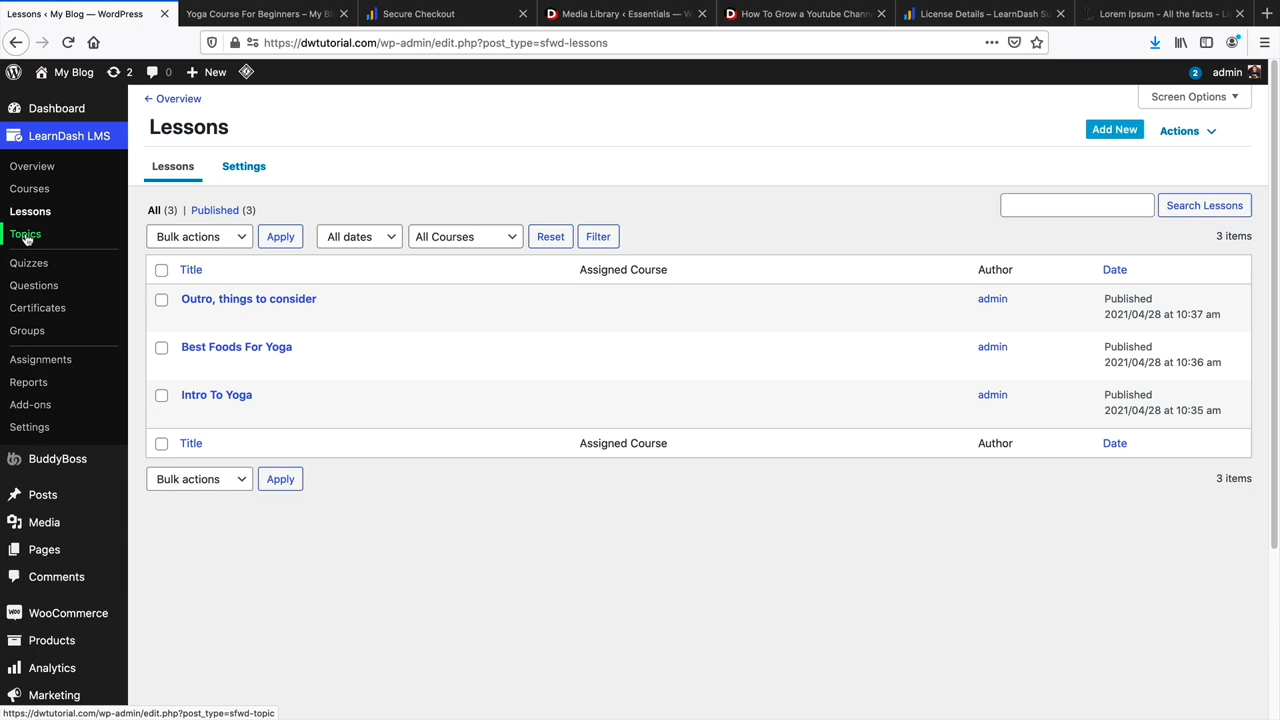 Lessons ‹ My Blog — WordPress
Yoga Course For Beginners – My Bl
Secure Checkout
Media Library ‹ Essentials — W
How To Grow a Youtube Chann
License Details – LearnDash Su
Lorem Ipsum - All the facts - Li
https://dwtutorial.com/wp-admin/edit.php?post_type=sfwd-lessons
My Blog
2
0
New
2
admin
Dashboard
LearnDash LMS
Overview
Courses
Lessons
Topics
Quizzes
Questions
Certificates
Groups
Assignments
Reports
Add-ons
Settings
BuddyBoss
Posts
Media
Pages
Comments
WooCommerce
Products
Analytics
Marketing
https://dwtutorial.com/wp-admin/edit.php?post_type=sfwd-topic
← Overview
Screen Options
Lessons
Add New
Actions
Lessons
Settings
All (3) | Published (3)
Search Lessons
Bulk actions
Apply
All dates
All Courses
Reset
Filter
3 items
Title Assigned Course Author Date
Outro, things to consider admin Published
2021/04/28 at 10:37 am
Best Foods For Yoga admin Published
2021/04/28 at 10:36 am
Intro To Yoga admin Published
2021/04/28 at 10:35 am
Title Assigned Course Author Date
Bulk actions
Apply
3 items